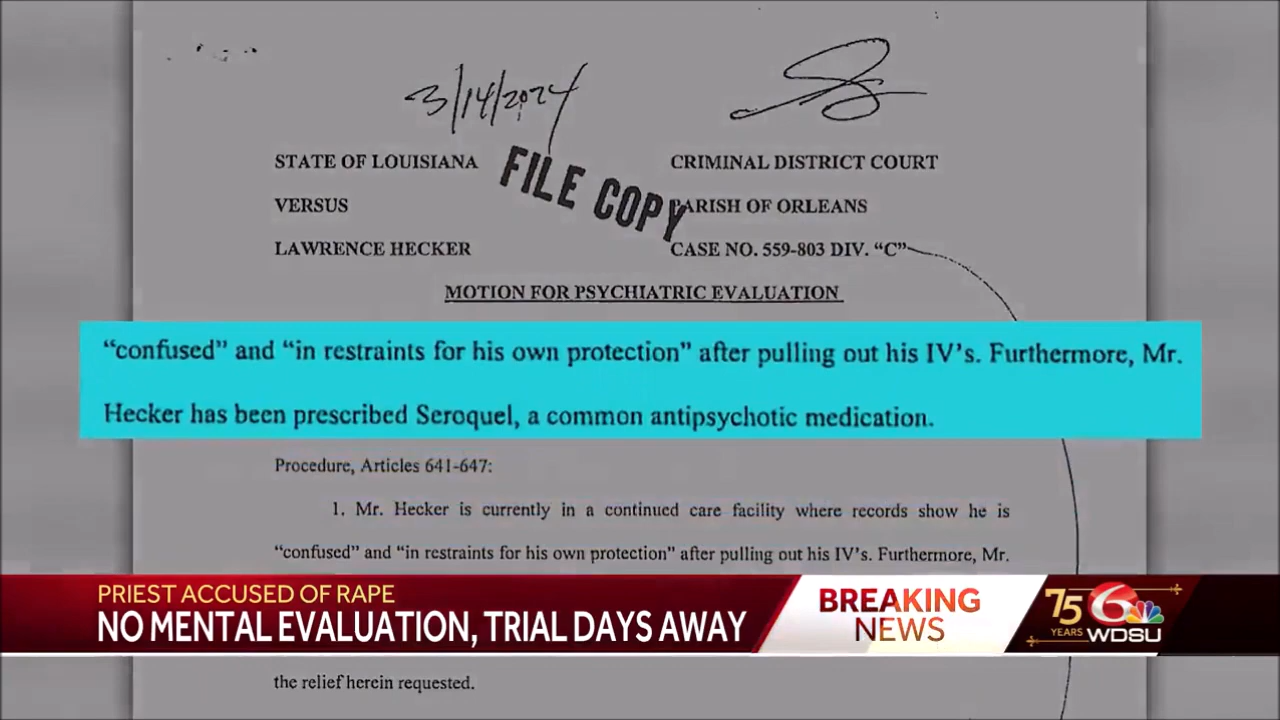 3/14/2024
STATE OF LOUISIANA
CRIMINAL DISTRICT COURT
FILE COPY
VERSUS
PARISH OF ORLEANS
LAWRENCE HECKER
CASE NO. 559-803 DIV. “C”
MOTION FOR PSYCHIATRIC EVALUATION
“confused” and “in restraints for his own protection” after pulling out his IV’s. Furthermore, Mr.
Hecker has been prescribed Seroquel, a common antipsychotic medication.
Procedure, Articles 641-647:
1. Mr. Hecker is currently in a continued care facility where records show he is
“confused” and “in restraints for his own protection” after pulling out his IV’s. Furthermore, Mr.
PRIEST ACCUSED OF RAPE
NO MENTAL EVALUATION, TRIAL DAYS AWAY
BREAKING
NEWS
75
YEARS
6
WDSU
the relief herein requested.